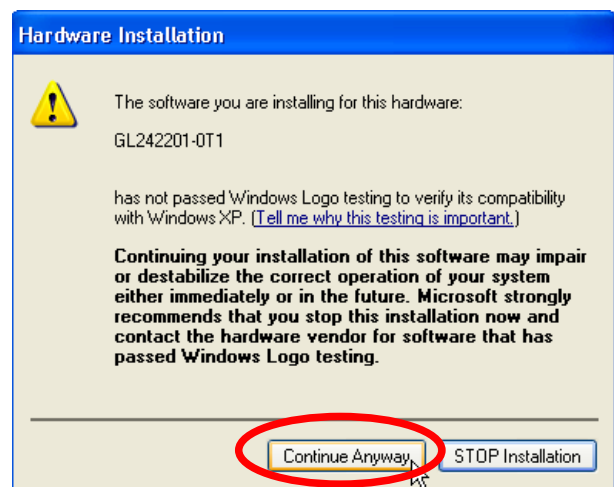 Hardware Installation
The software you are installing for this hardware:
GL242201-0T1
has not passed Windows Logo testing to verify its compatibility
with Windows XP. (Tell me why this testing is important.)
Continuing your installation of this software may impair
or destabilize the correct operation of your system
either immediately or in the future. Microsoft strongly
recommends that you stop this installation now and
contact the hardware vendor for software that has
passed Windows Logo testing.
Continue Anyway
STOP Installation